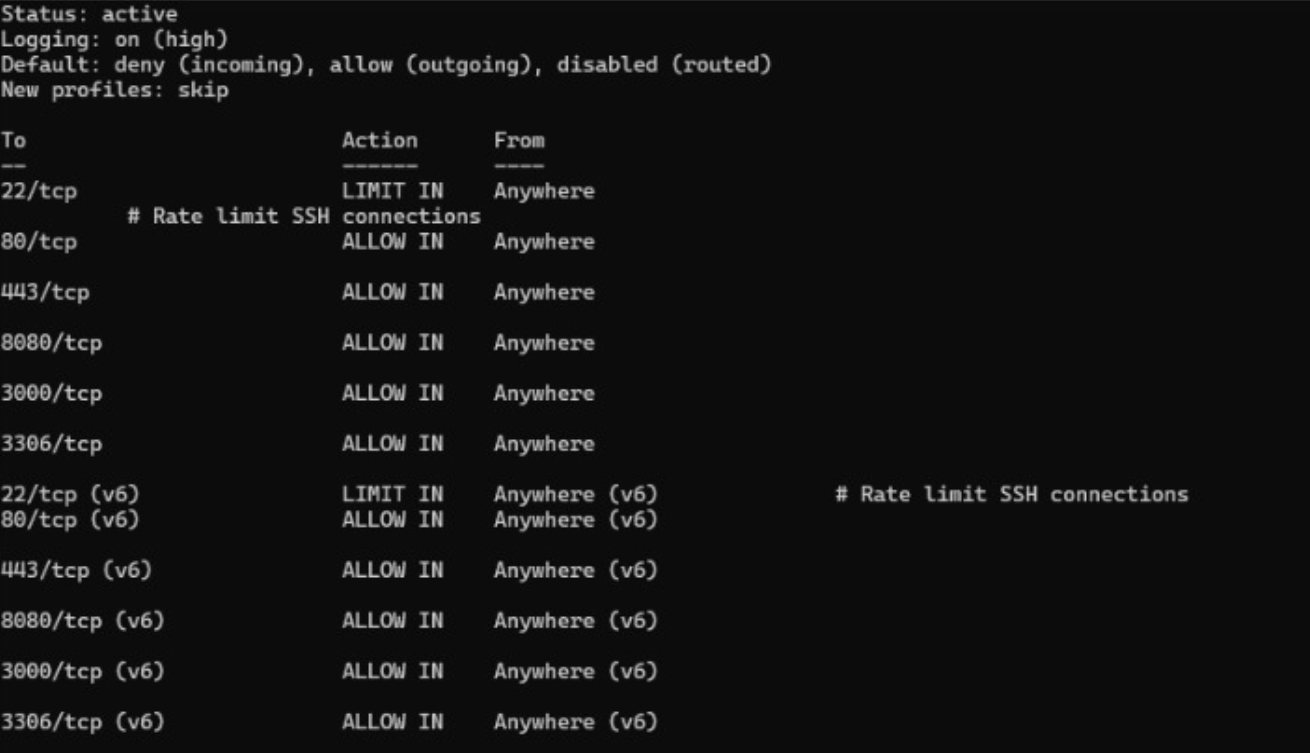 Status: active
Logging: on (high)
Default: deny (incoming), allow (outgoing), disabled (routed)
New profiles: skip
To                         Action      From
--                         ------      ----
22/tcp                     LIMIT IN    Anywhere
          # Rate limit SSH connections
80/tcp                     ALLOW IN    Anywhere
443/tcp                    ALLOW IN    Anywhere
8080/tcp                   ALLOW IN    Anywhere
3000/tcp                   ALLOW IN    Anywhere
3306/tcp                   ALLOW IN    Anywhere
22/tcp (v6)                LIMIT IN    Anywhere (v6)              # Rate limit SSH connections
80/tcp (v6)                ALLOW IN    Anywhere (v6)
443/tcp (v6)               ALLOW IN    Anywhere (v6)
8080/tcp (v6)              ALLOW IN    Anywhere (v6)
3000/tcp (v6)              ALLOW IN    Anywhere (v6)
3306/tcp (v6)              ALLOW IN    Anywhere (v6)